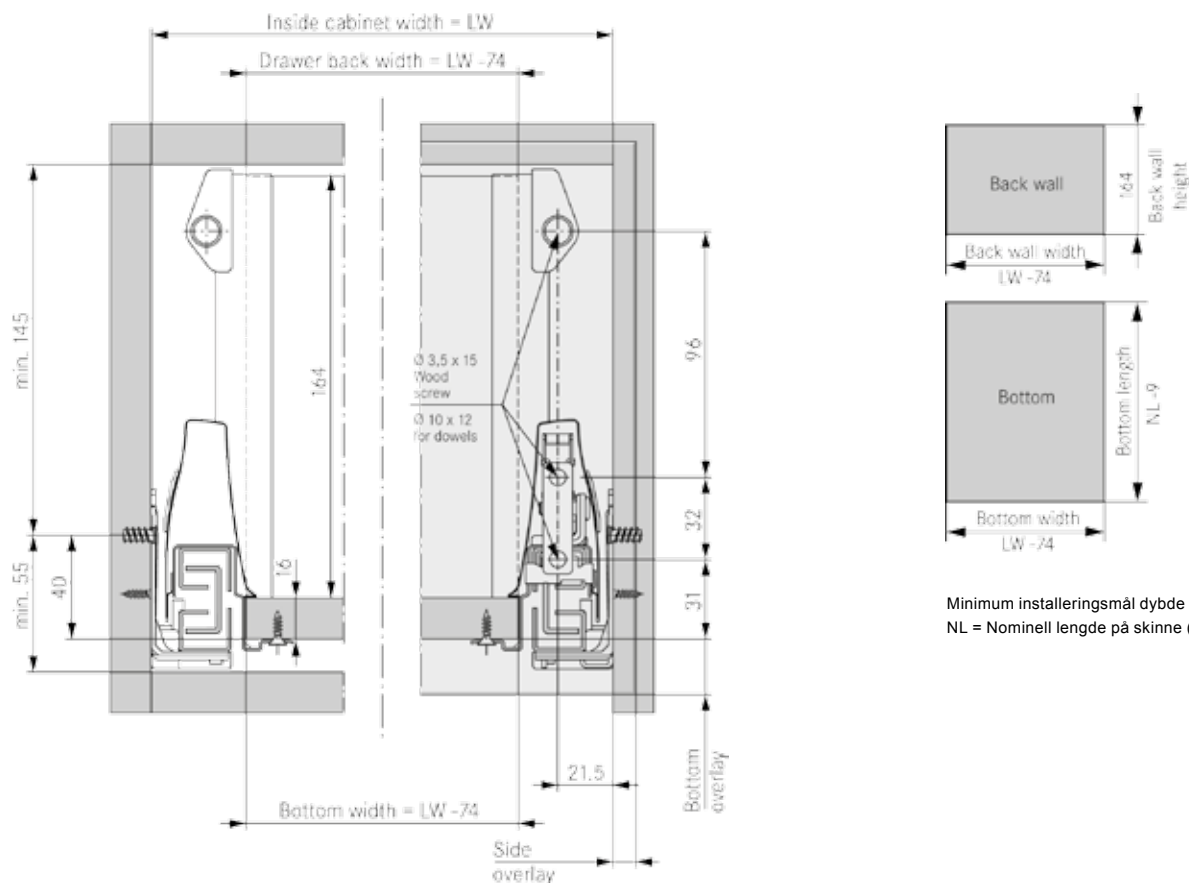 Inside cabinet width = LW
Drawer back width = LW -74
min. 145
164
Ø 3,5 x 15
Wood
screw
Ø 10 x 12
for dowels
96
32
31
min. 55
40
16
21.5
Bottom
overlay
Bottom width = LW -74
Side
overlay
Back wall
164
Back wall
height
Back wall width
LW -74
Bottom
Bottom length
NL -9
Bottom width
LW -74
Minimum installeringsmål dybde
NL = Nominell lengde på skinne (